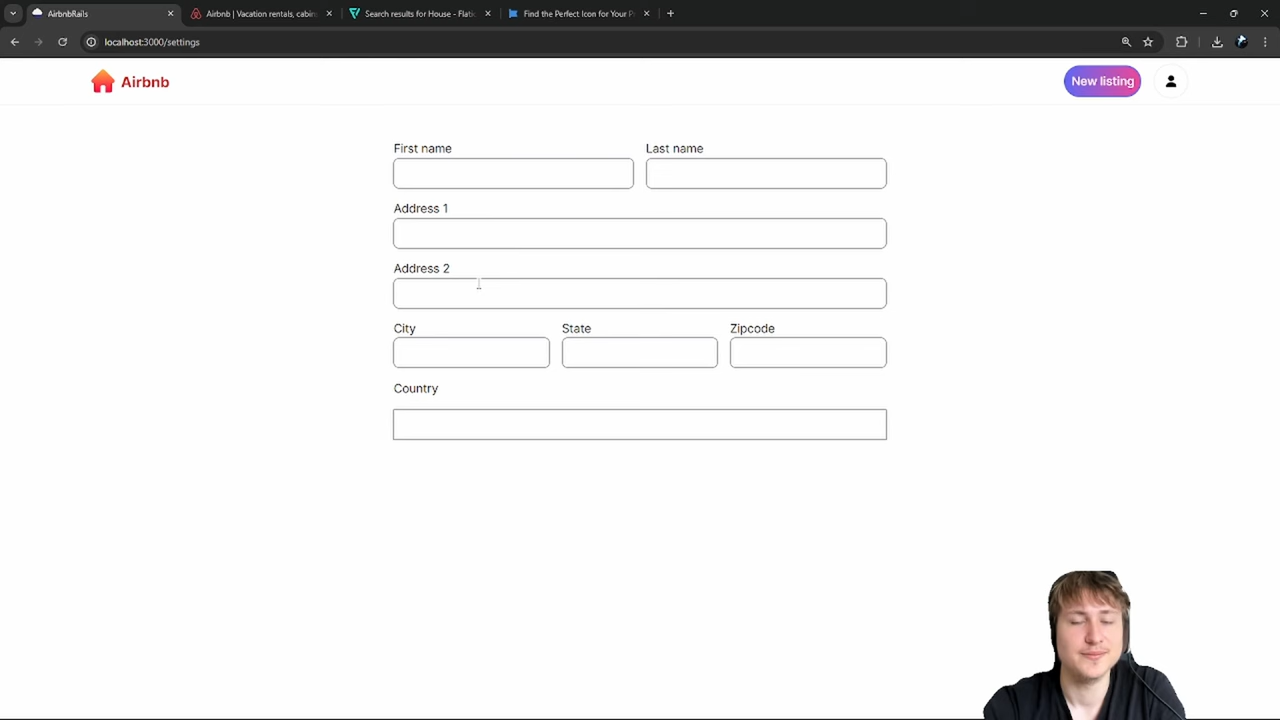 AirbnbRails
Airbnb | Vacation rentals, cabin
Search results for House - Flati
Find the Perfect Icon for Your P
localhost:3000/settings
Airbnb
New listing
First name
Last name
Address 1
Address 2
City
State
Zipcode
Country